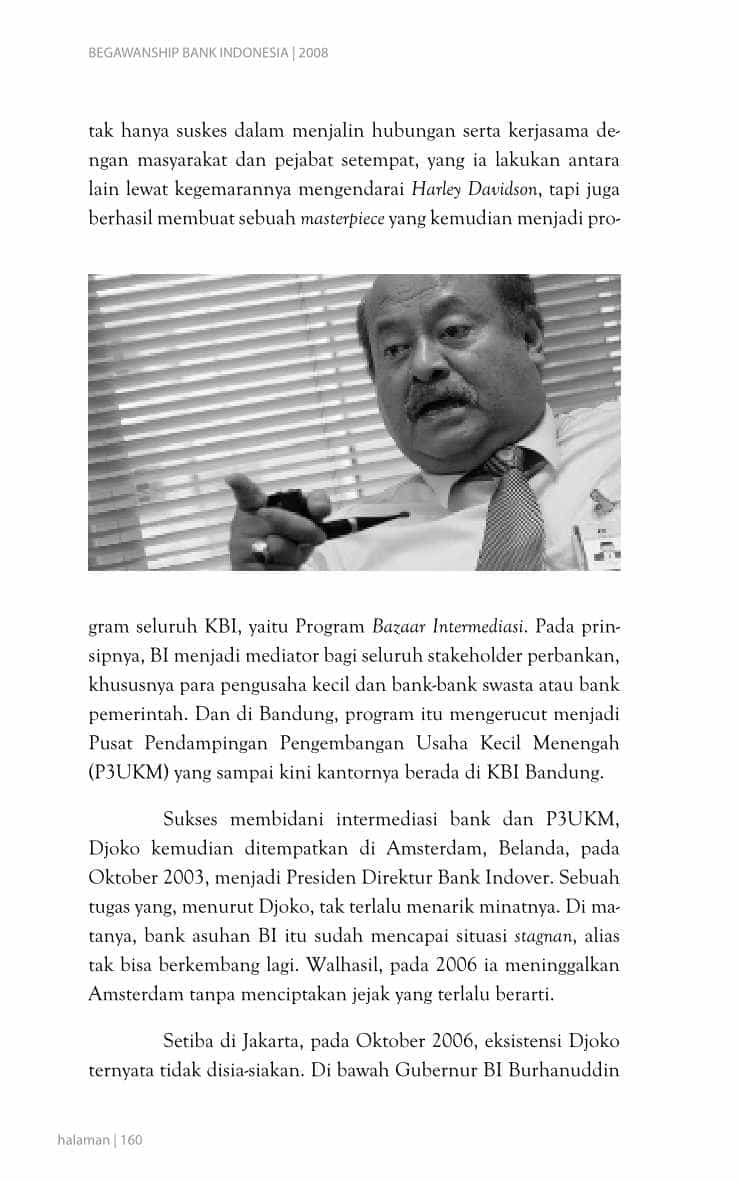 BEGAWANSHIP BANK INDONESIA | 2008
tak hanya suskes dalam menjalin hubungan serta kerjasama de-
ngan masyarakat dan pejabat setempat, yang ia lakukan antara
lain lewat kegemarannya mengendarai Harley Davidson, tapi juga
berhasil membuat sebuah masterpiece yang kemudian menjadi pro-
gram seluruh KBI, yaitu Program Bazaar Intermediasi. Pada prin-
sipnya, BI menjadi mediator bagi seluruh stakeholder perbankan,
khususnya para pengusaha kecil dan bank-bank swasta atau bank
pemerintah. Dan di Bandung, program itu mengerucut menjadi
Pusat Pendampingan Pengembangan Usaha Kecil Menengah
(P3UKM) yang sampai kini kantornya berada di KBI Bandung.
Sukses membidani intermediasi bank dan P3UKM,
Djoko kemudian ditempatkan di Amsterdam, Belanda, pada
Oktober 2003, menjadi Presiden Direktur Bank Indover. Sebuah
tugas yang, menurut Djoko, tak terlalu menarik minatnya. Di ma-
tanya, bank asuhan BI itu sudah mencapai situasi stagnan, alias
tak bisa berkembang lagi. Walhasil, pada 2006 ia meninggalkan
Amsterdam tanpa menciptakan jejak yang terlalu berarti.
Setiba di Jakarta, pada Oktober 2006, eksistensi Djoko
ternyata tidak disia-siakan. Di bawah Gubernur BI Burhanuddin
halaman | 160